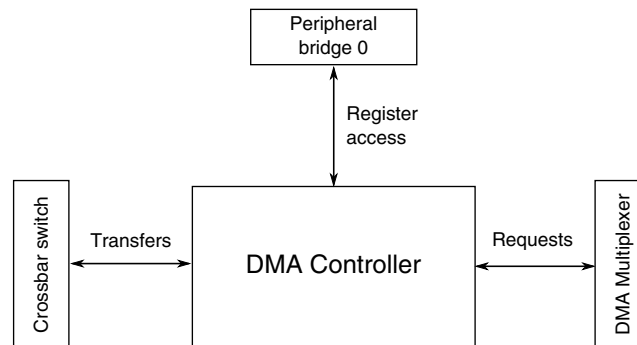 Peripheral
bridge 0
Register
access
Crossbar switch
Transfers
DMA Controller
Requests
DMA Multiplexer